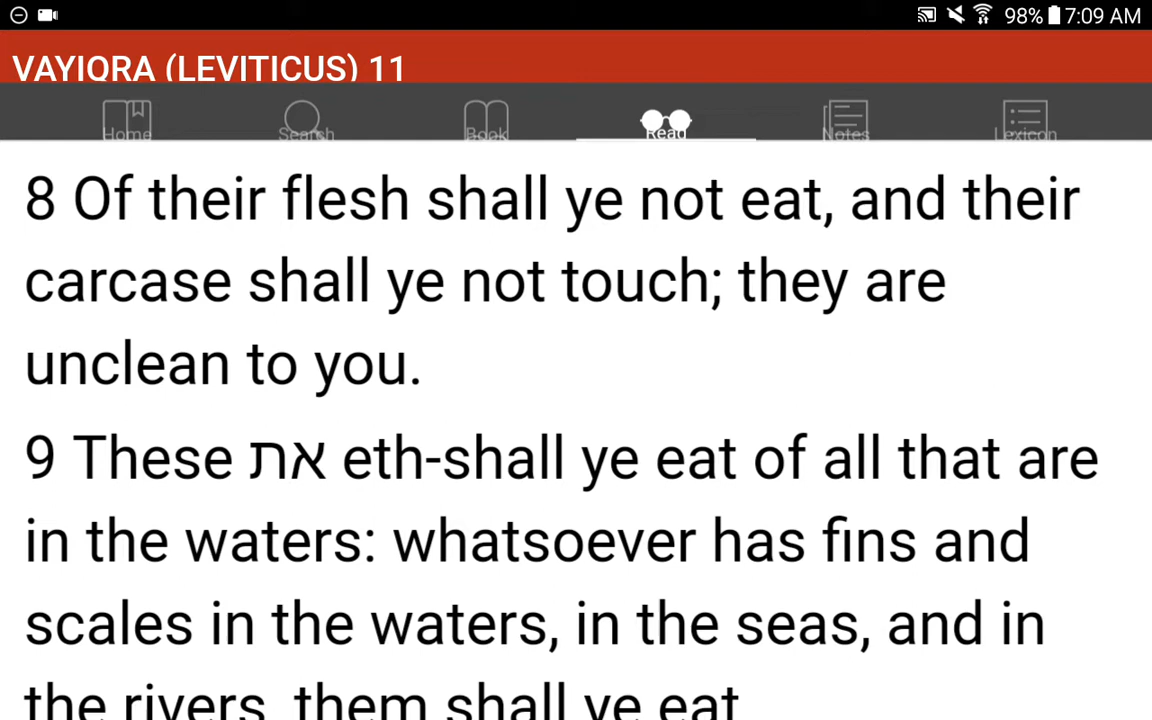 98% 7:09 AM
VAYIQRA (LEVITICUS) 11
Home Search Book Read Notes Lexicon
8 Of their flesh shall ye not eat, and their
carcase shall ye not touch; they are
unclean to you.
9 These את eth-shall ye eat of all that are
in the waters: whatsoever has fins and
scales in the waters, in the seas, and in
the rivers, them shall ye eat